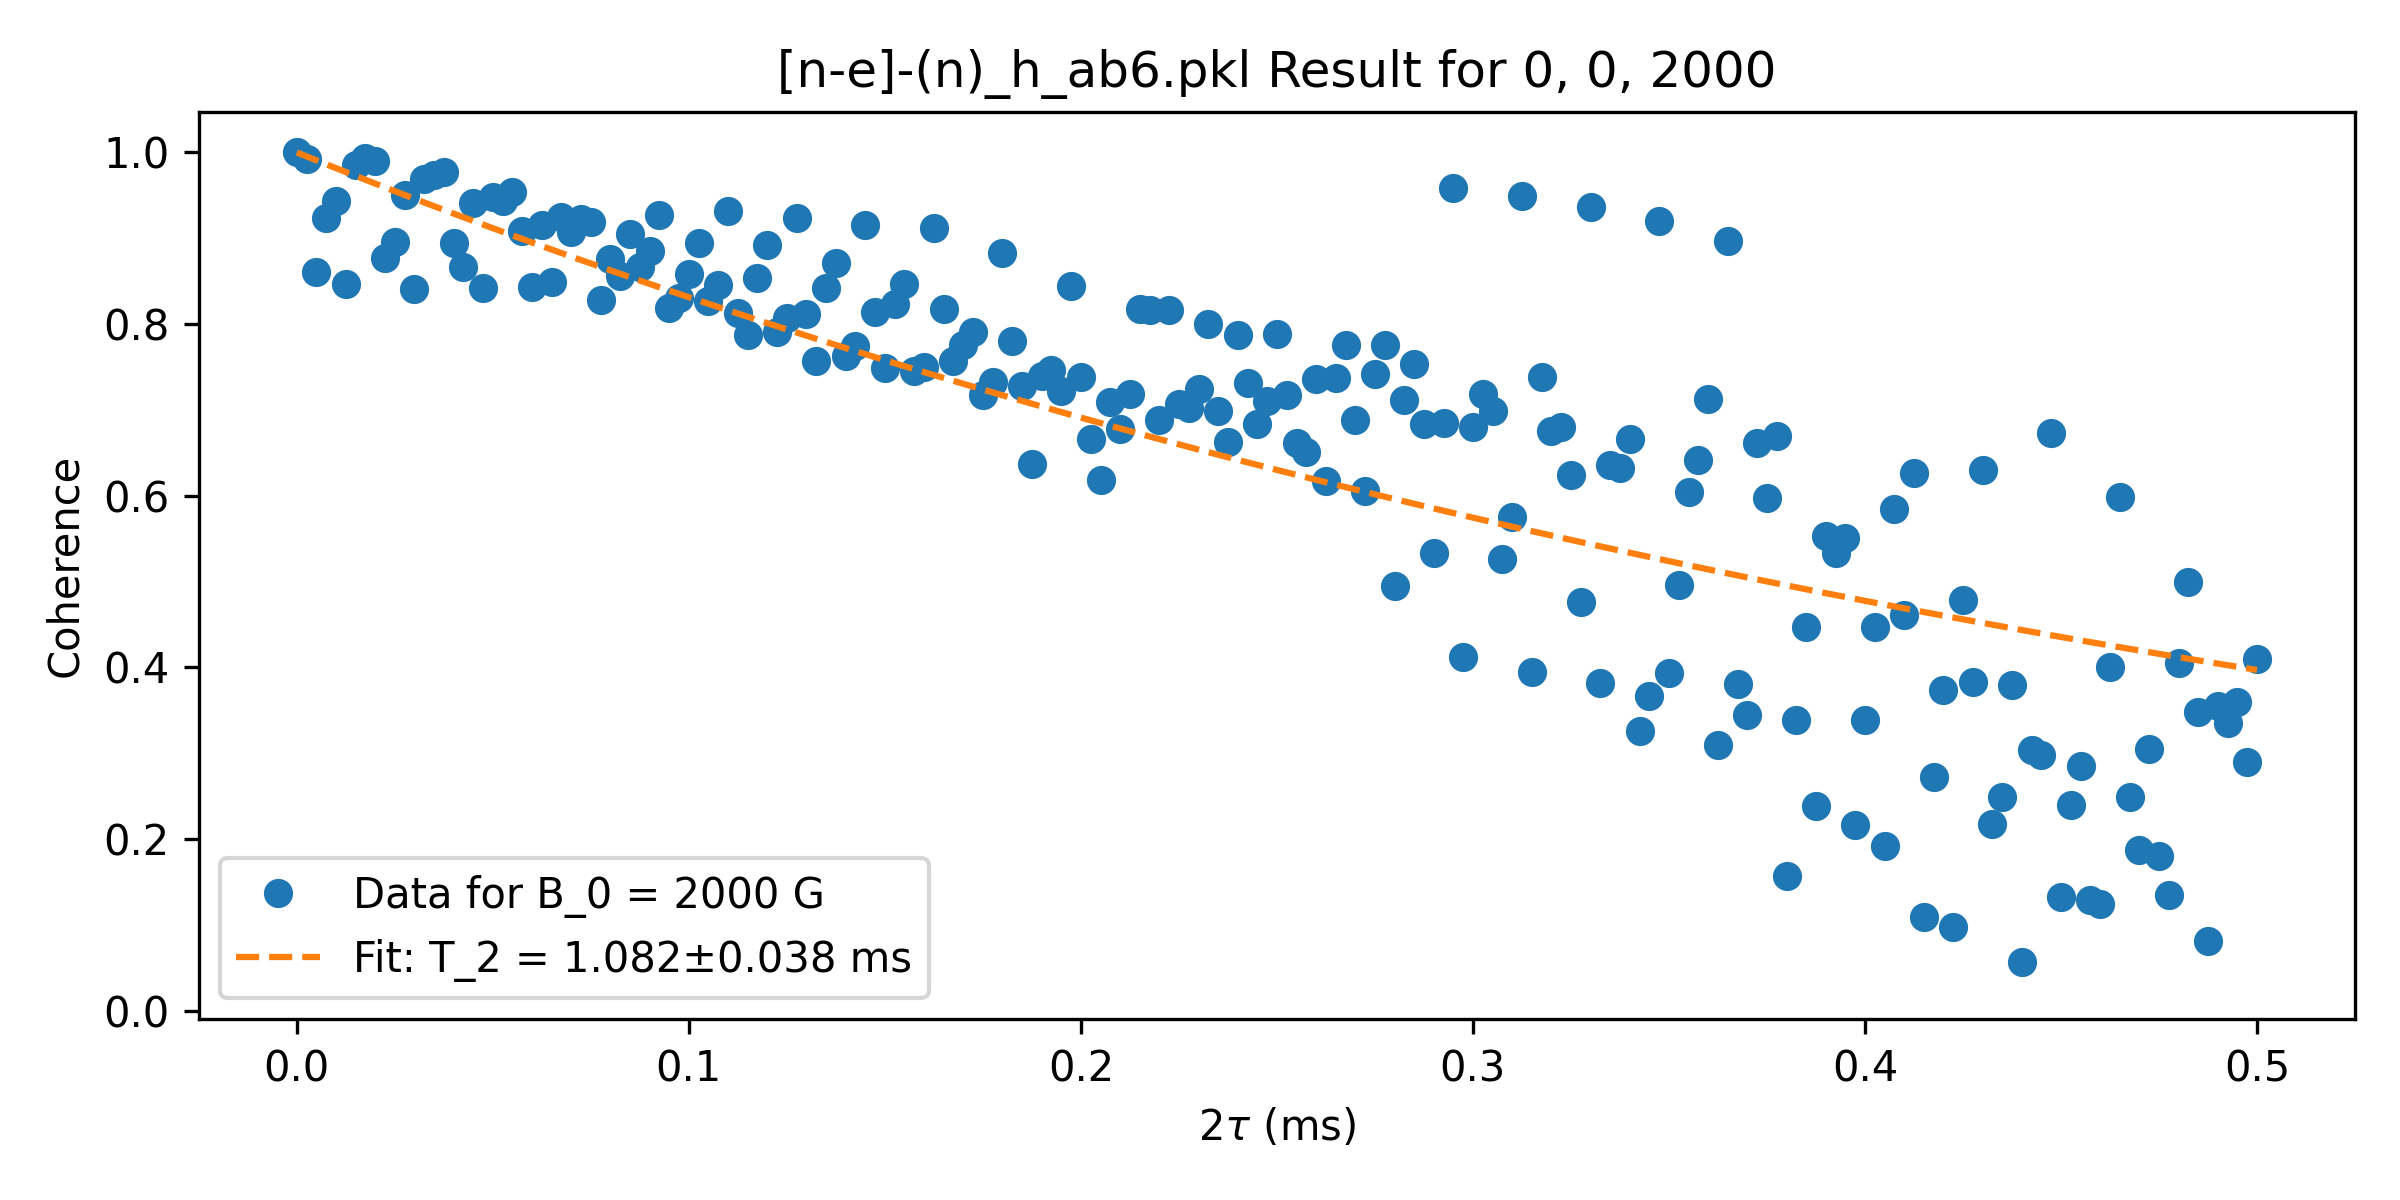 [n-e]-(n)_h_ab6.pkl Result for 0, 0, 2000
Coherence
1.0
0.8
0.6
0.4
0.2
0.0
Data for B_0 = 2000 G
Fit: T_2 = 1.082±0.038 ms
0.0 0.1 0.2 0.3 0.4 0.5
2τ (ms)